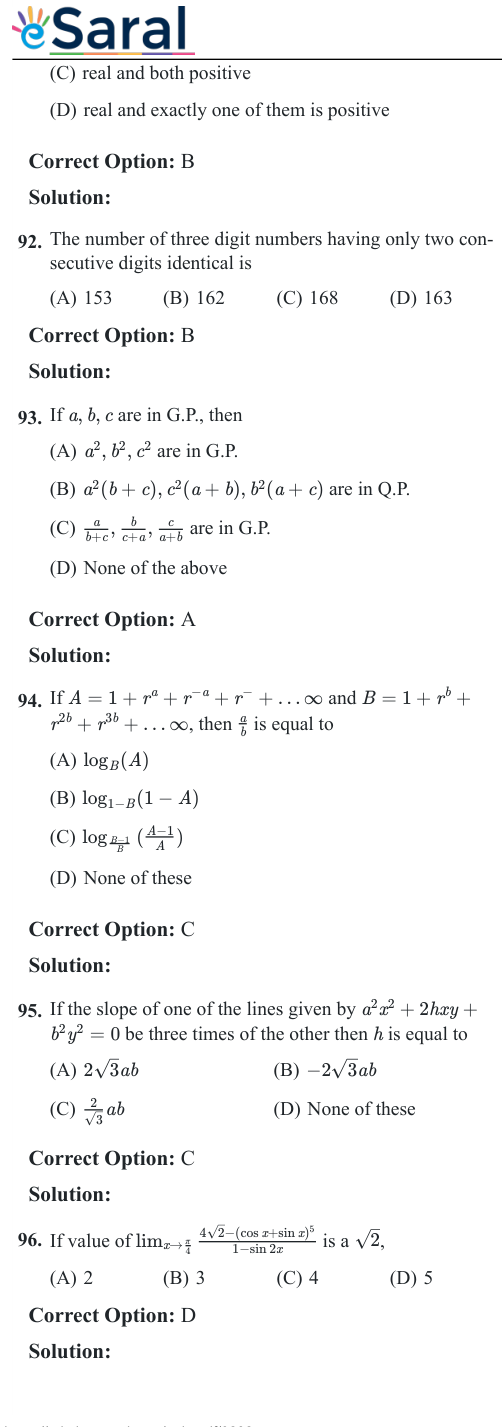 eSaral
(C) real and both positive
(D) real and exactly one of them is positive
Correct Option: B
Solution:
92. The number of three digit numbers having only two con-
secutive digits identical is
(A) 153 (B) 162 (C) 168 (D) 163
Correct Option: B
Solution:
93. If a, b, c are in G.P., then
(A) a², b², c² are in G.P.
(B) a²(b + c), c²(a + b), b²(a + c) are in Q.P.
(C) a/(b+c), b/(c+a), c/(a+b) are in G.P.
(D) None of the above
Correct Option: A
Solution:
94. If A = 1 + rᵃ + r⁻ᵃ + r⁻ + … ∞ and B = 1 + rᵇ +
r²ᵇ + r³ᵇ + … ∞, then a/b is equal to
(A) log_B(A)
(B) log_{1−B}(1 − A)
(C) log_{(B−1)/B} ((A−1)/A)
(D) None of these
Correct Option: C
Solution:
95. If the slope of one of the lines given by a²x² + 2hxy +
b²y² = 0 be three times of the other then h is equal to
(A) 2√3ab (B) −2√3ab
(C) 2/√3 ab (D) None of these
Correct Option: C
Solution:
96. If value of lim_{x→π/4} (4√2−(cos x+sin x)⁵)/(1−sin 2x) is a √2,
(A) 2 (B) 3 (C) 4 (D) 5
Correct Option: D
Solution: